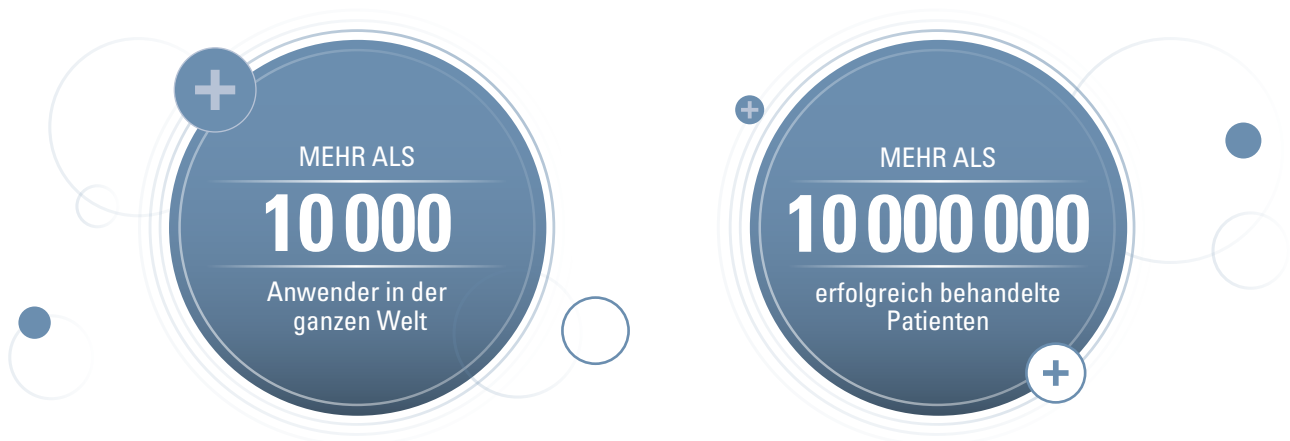 MEHR ALS
10 000
Anwender in der
ganzen Welt
MEHR ALS
10 000 000
erfolgreich behandelte
Patienten